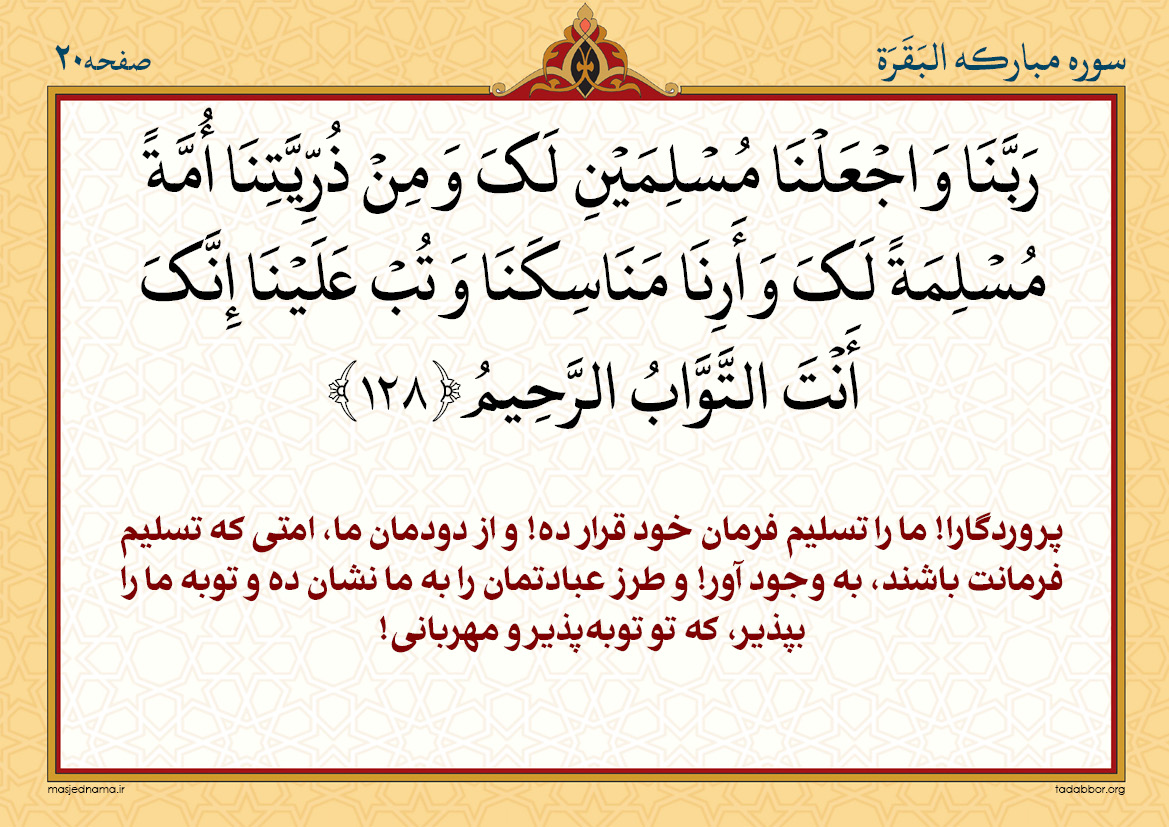 سوره مبارکه البَقَرَة
صفحه۲۰
رَبَّنَا وَ اجْعَلْنَا مُسْلِمَيْنِ لَکَ وَ مِنْ ذُرِّيَّتِنَا أُمَّةً
مُسْلِمَةً لَکَ وَ أَرِنَا مَنَاسِکَنَا وَ تُبْ عَلَيْنَا إِنَّکَ
أَنْتَ التَّوَّابُ الرَّحِيمُ ﴿۱۲۸﴾
پروردگارا! ما را تسلیم فرمان خود قرار ده! و از دودمان ما، امتی که تسلیم
فرمانت باشند، به وجود آور! و طرز عبادتمان را به ما نشان ده و توبه ما را
بپذیر، که تو توبه‌پذیر و مهربانی!
masjednama.ir
tadabbor.org